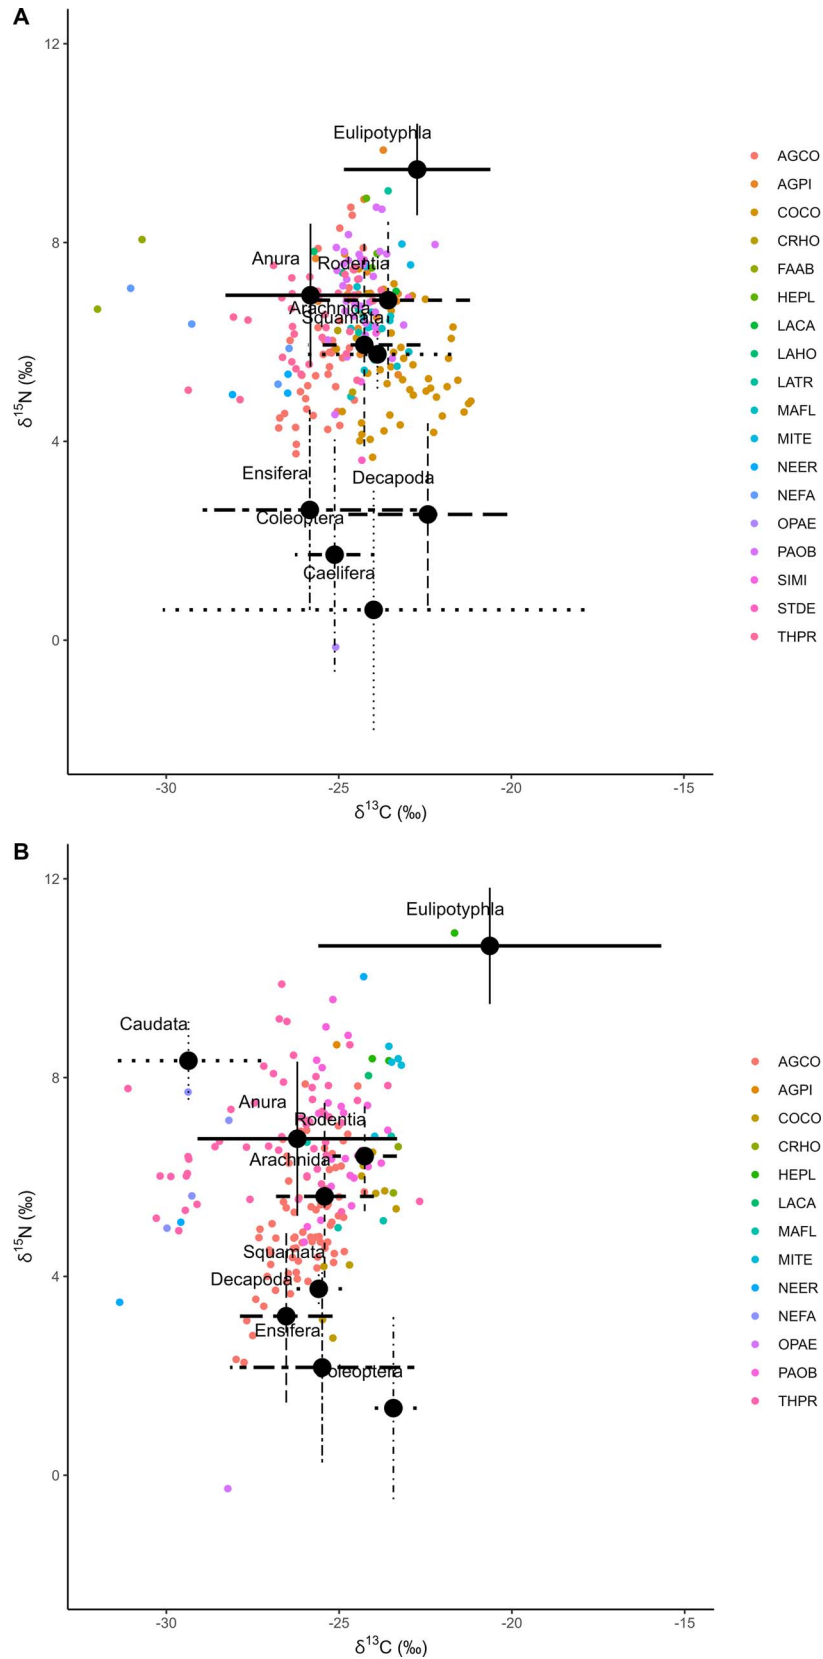 A
12
8
4
0
-30
-25
-20
-15
δ15N (‰)
δ13C (‰)
Eulipotyphla
Anura
Rodentia
Arachnida
Squamata
Ensifera
Decapoda
Coleoptera
Caelifera
AGCO
AGPI
COCO
CRHO
FAAB
HEPL
LACA
LAHO
LATR
MAFL
MITE
NEER
NEFA
OPAE
PAOB
SIMI
STDE
THPR
B
12
8
4
0
-30
-25
-20
-15
δ15N (‰)
δ13C (‰)
Eulipotyphla
Caudata
Anura
Rodentia
Arachnida
Squamata
Decapoda
Ensifera
Coleoptera
AGCO
AGPI
COCO
CRHO
HEPL
LACA
MAFL
MITE
NEER
NEFA
OPAE
PAOB
THPR